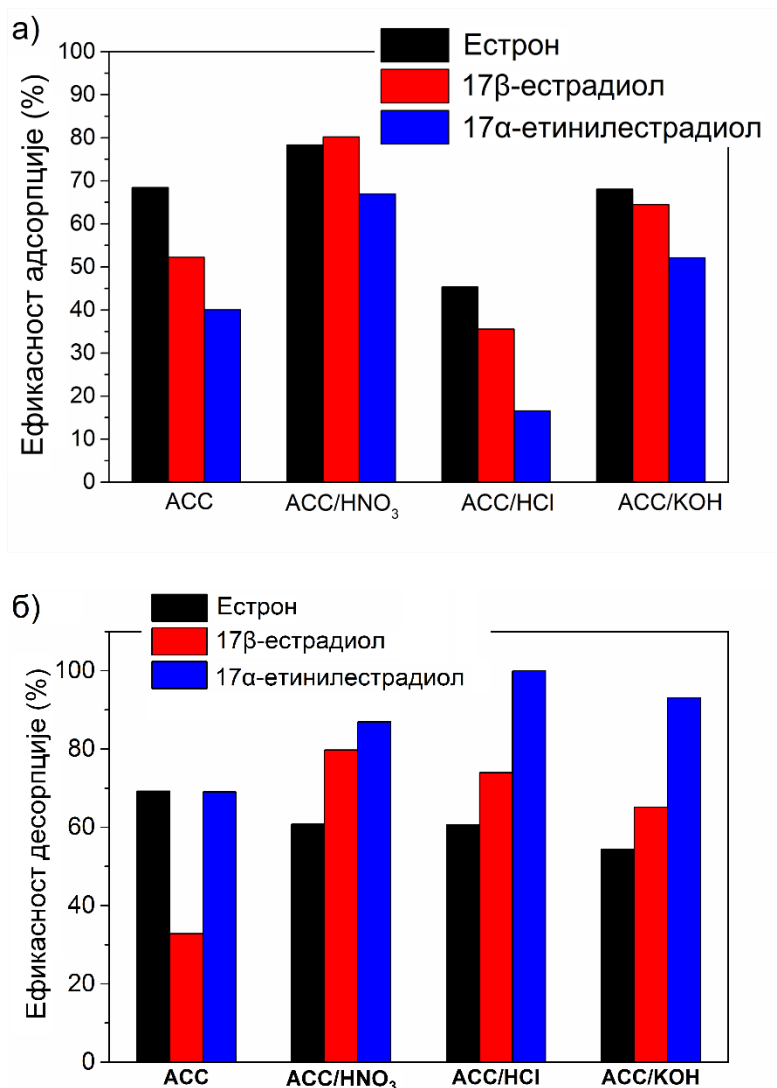 а)
Естрон
17β-естрадиол
17α-етинилестрадиол
Ефикасност адсорпције (%)
100
90
80
70
60
50
40
30
20
10
0
ACC
ACC/HNO₃
ACC/HCl
ACC/KOH
б)
Естрон
17β-естрадиол
17α-етинилестрадиол
Ефикасност десорпције (%)
100
80
60
40
20
0
ACC
ACC/HNO₃
ACC/HCl
ACC/KOH